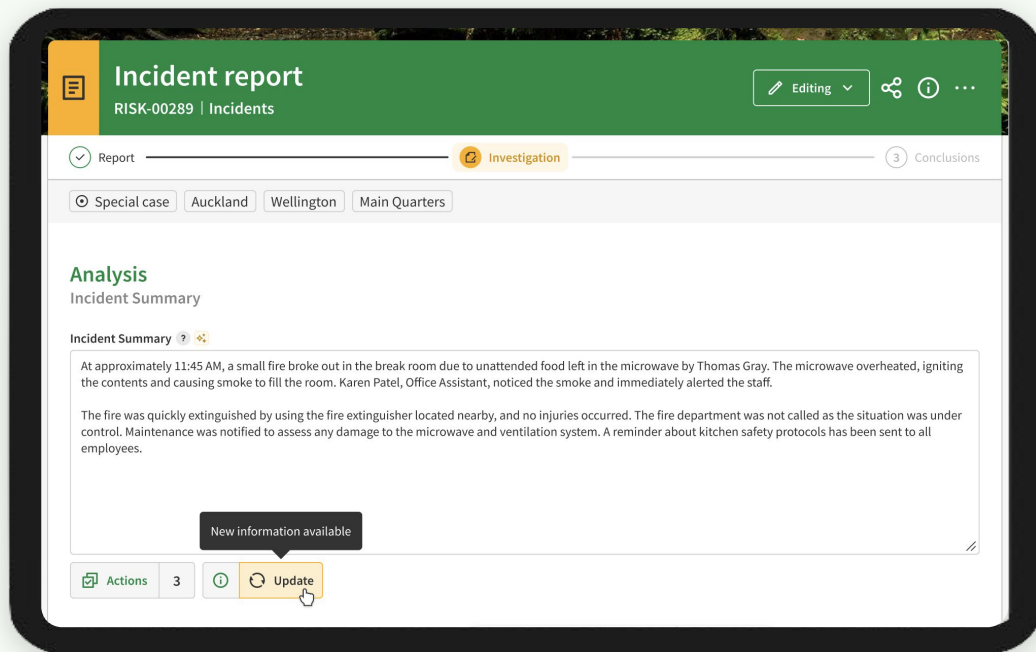 Incident report
RISK-00289 | Incidents
Editing
Report
Investigation
3 Conclusions
Special case
Auckland
Wellington
Main Quarters
Analysis
Incident Summary
Incident Summary ?
At approximately 11:45 AM, a small fire broke out in the break room due to unattended food left in the microwave by Thomas Gray. The microwave overheated, igniting
the contents and causing smoke to fill the room. Karen Patel, Office Assistant, noticed the smoke and immediately alerted the staff.
The fire was quickly extinguished by using the fire extinguisher located nearby, and no injuries occurred. The fire department was not called as the situation was under
control. Maintenance was notified to assess any damage to the microwave and ventilation system. A reminder about kitchen safety protocols has been sent to all
employees.
New information available
Actions 3
Update